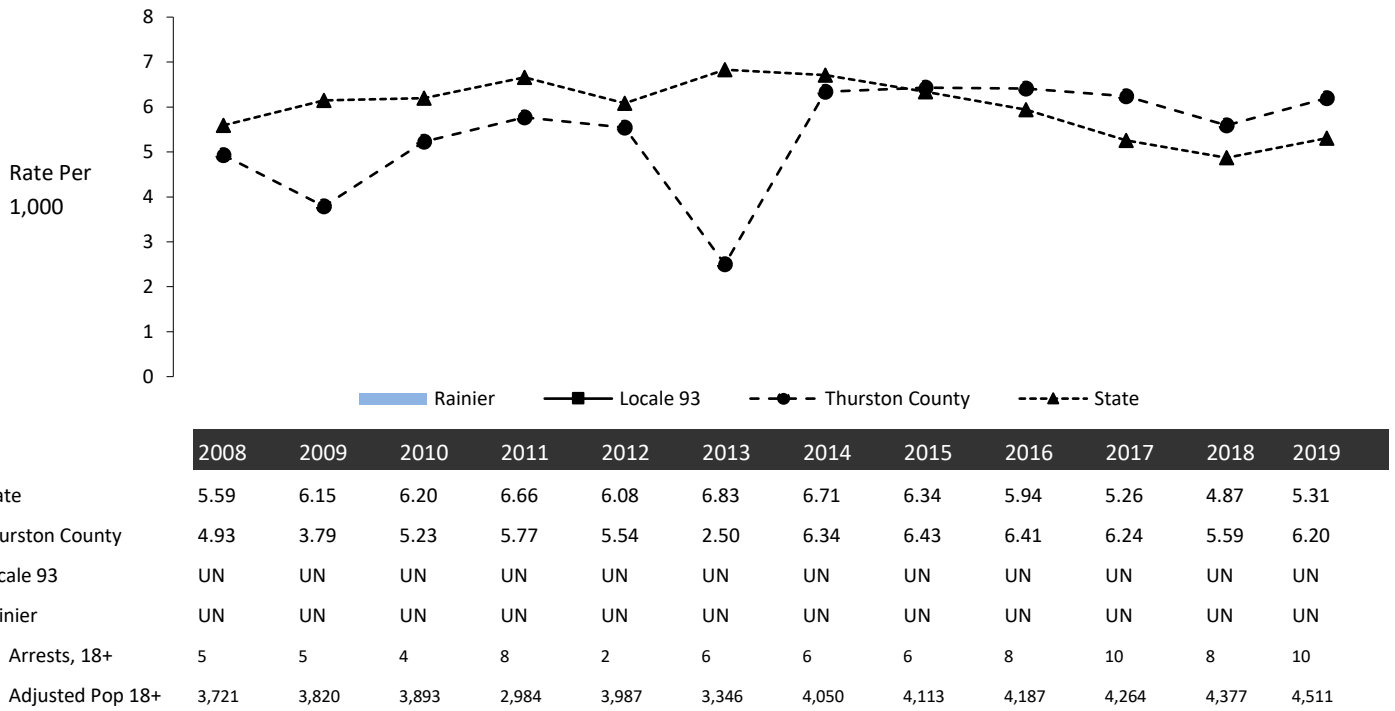 8
7
6
5
4
3
2
1
0
Rate Per
1,000
Rainier Locale 93 Thurston County State
2008 2009 2010 2011 2012 2013 2014 2015 2016 2017 2018 2019
ate 5.59 6.15 6.20 6.66 6.08 6.83 6.71 6.34 5.94 5.26 4.87 5.31
urston County 4.93 3.79 5.23 5.77 5.54 2.50 6.34 6.43 6.41 6.24 5.59 6.20
cale 93 UN UN UN UN UN UN UN UN UN UN UN UN
inier UN UN UN UN UN UN UN UN UN UN UN UN
Arrests, 18+ 5 5 4 8 2 6 6 6 8 10 8 10
Adjusted Pop 18+ 3,721 3,820 3,893 2,984 3,987 3,346 4,050 4,113 4,187 4,264 4,377 4,511